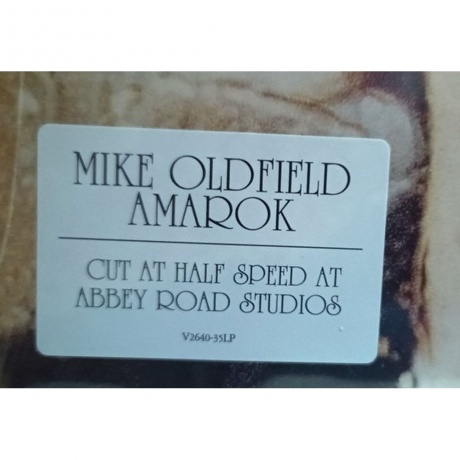 MIKE OLDFIELD
AMAROK
CUT AT HALF SPEED AT
ABBEY ROAD STUDIOS
V2640-35LP